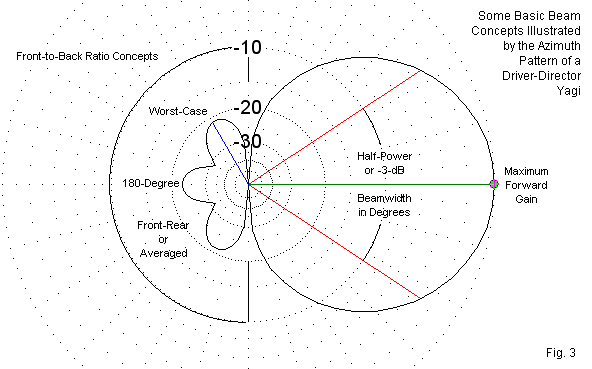 Some Basic Beam
Concepts Illustrated
by the Azimuth
Pattern of a
Driver-Director
Yagi
Front-to-Back Ratio Concepts
-10
Worst-Case
-20
-30
Half-Power
or -3-dB
Beamwidth
in Degrees
Maximum
Forward
Gain
180-Degree
Front-Rear
or
Averaged
Fig. 3